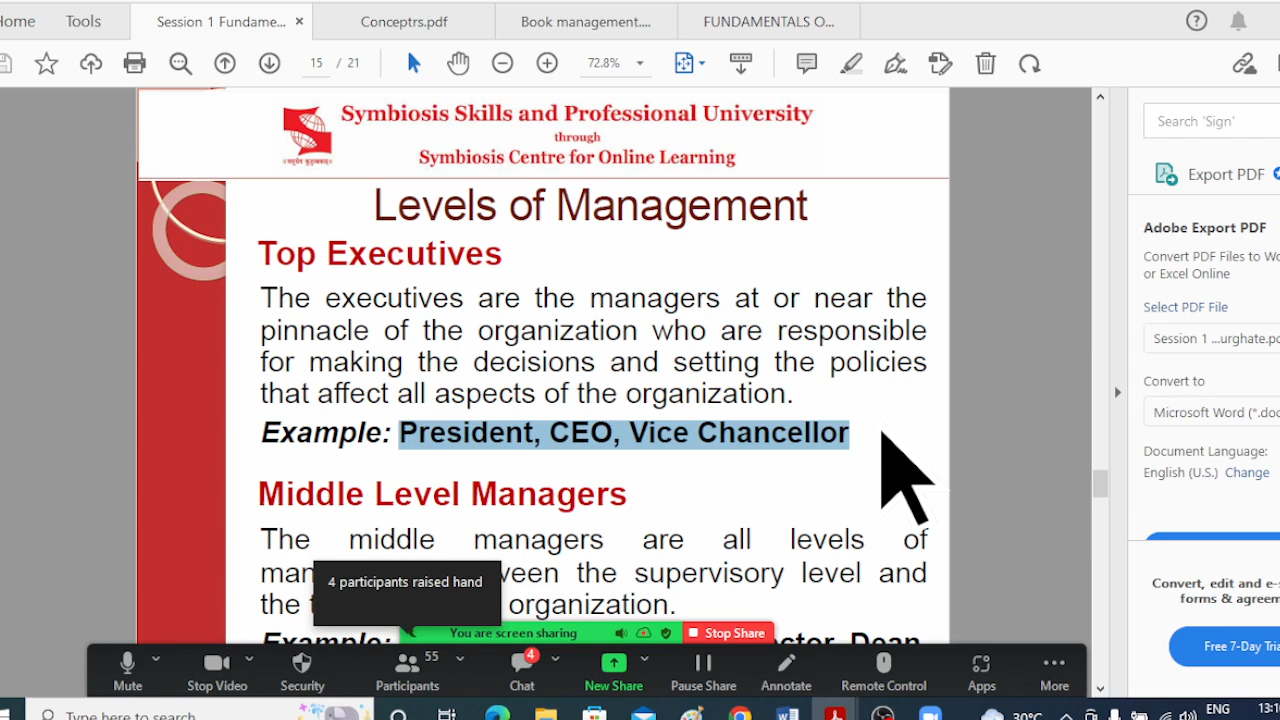 Home
Tools
Session 1 Fundame... ×
Conceptrs.pdf
Book management....
FUNDAMENTALS O...
15 / 21
72.8%
Search 'Sign'
Symbiosis Skills and Professional University
through
Symbiosis Centre for Online Learning
Levels of Management
Top Executives
The executives are the managers at or near the
pinnacle of the organization who are responsible
for making the decisions and setting the policies
that affect all aspects of the organization.
Example: President, CEO, Vice Chancellor
Middle Level Managers
The middle managers are all levels of
the supervisory level and
the organization.
Example: Dean
Export PDF
Adobe Export PDF
Convert PDF Files to
or Excel Online
Select PDF File
Session 1 ...urghate.
Convert to
Microsoft Word (*.
Document Language:
English (U.S.) Change
Convert, edit and
forms &
Free 7-Day
4 participants raised hand
You are screen sharing
Stop Share
Mute
Stop Video
Security
Participants
55
Chat
4
New Share
Pause Share
Annotate
Remote Control
Apps
More
Type here to search
30°C
ENG